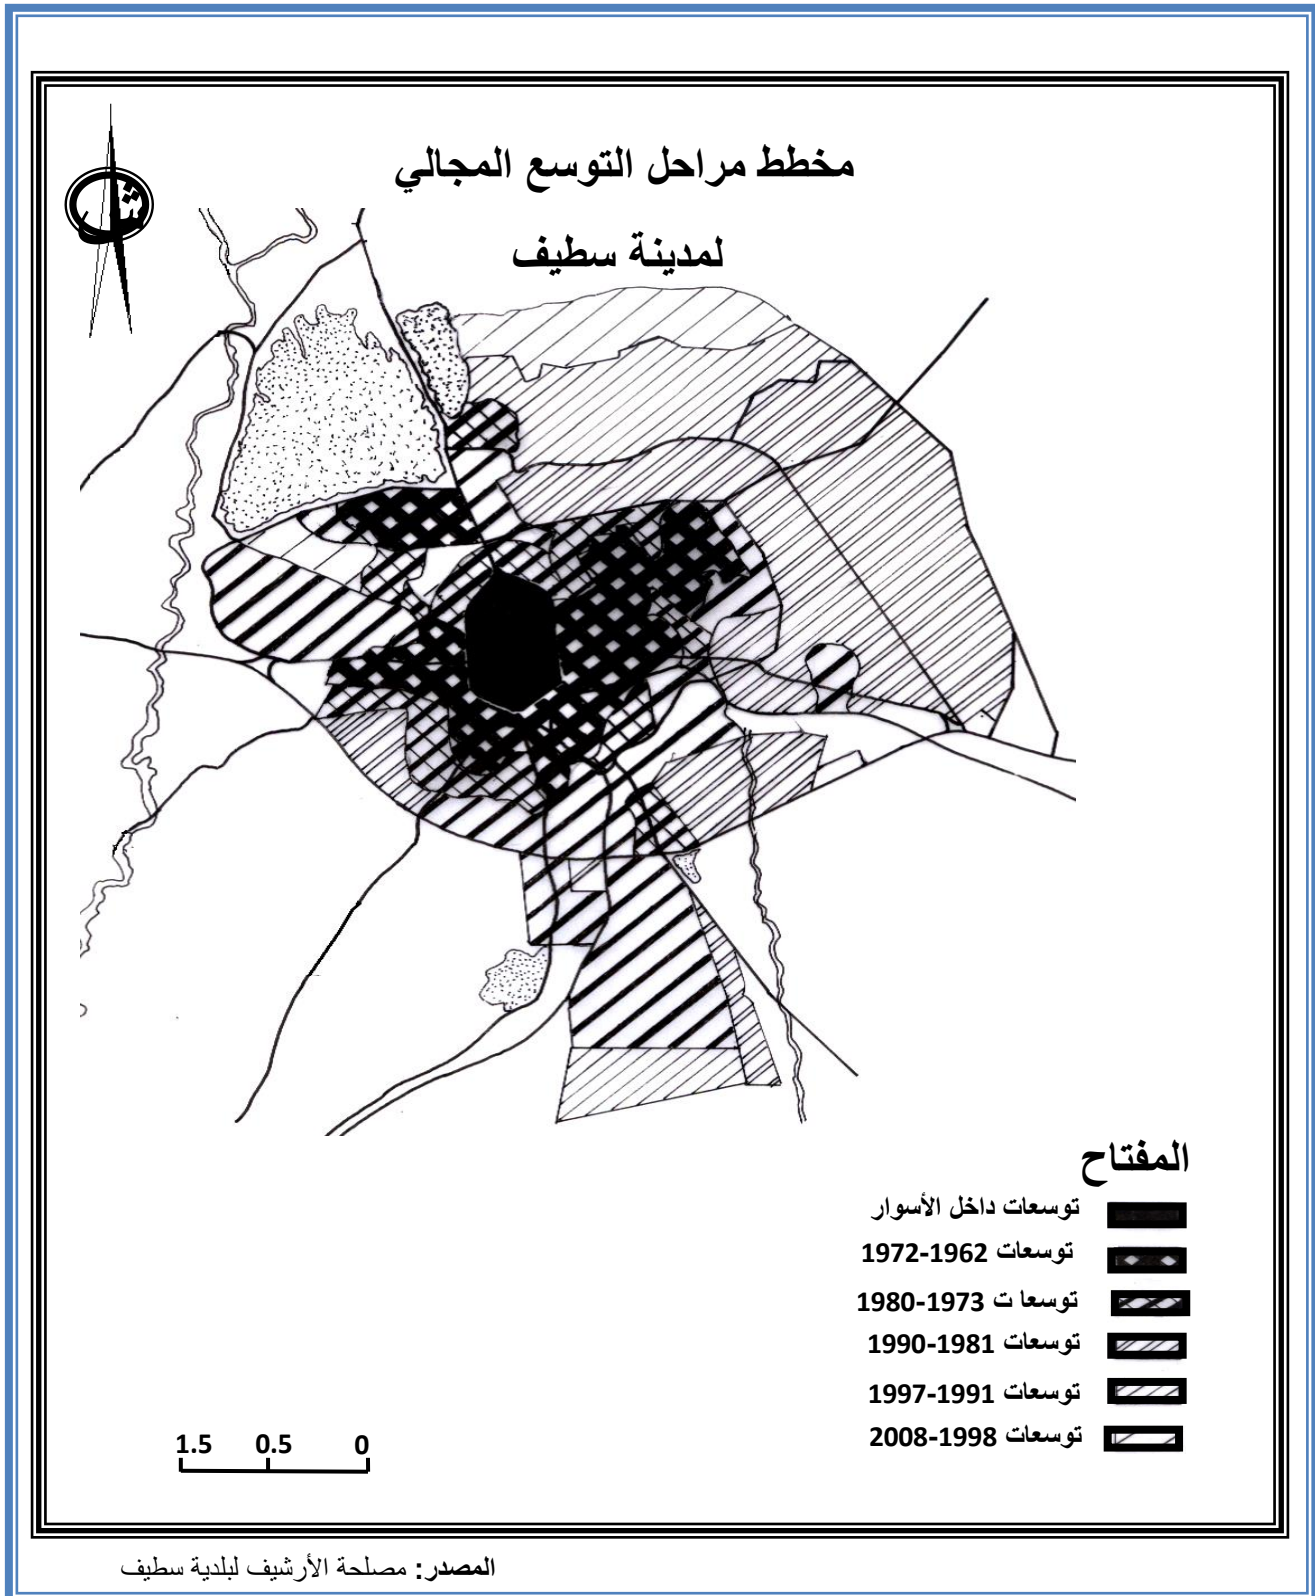 مخطط مراحل التوسع المجالي
لمدينة سطيف
ش
المفتاح
توسعات داخل الأسوار
توسعات 1962-1972
توسعا ت 1973-1980
توسعات 1981-1990
توسعات 1991-1997
توسعات 1998-2008
1.5 0.5 0
المصدر: مصلحة الأرشيف لبلدية سطيف